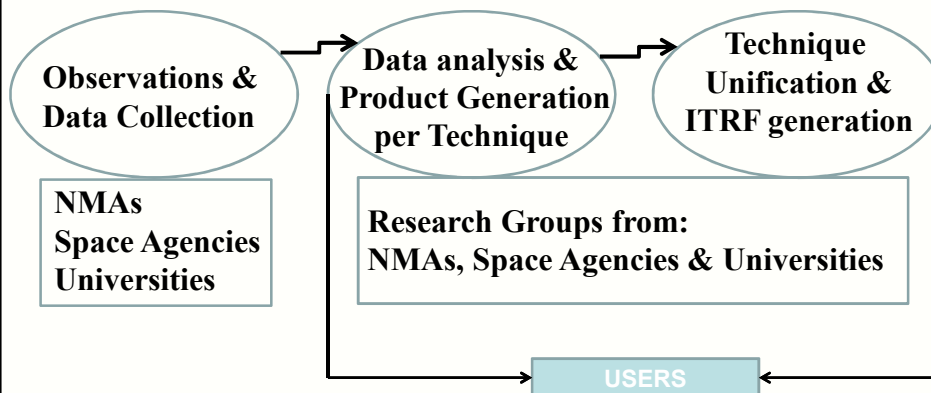 Observations &
Data Collection
Data analysis &
Product Generation
per Technique
Technique
Unification &
ITRF generation
NMAs
Space Agencies
Universities
Research Groups from:
NMAs, Space Agencies & Universities
USERS